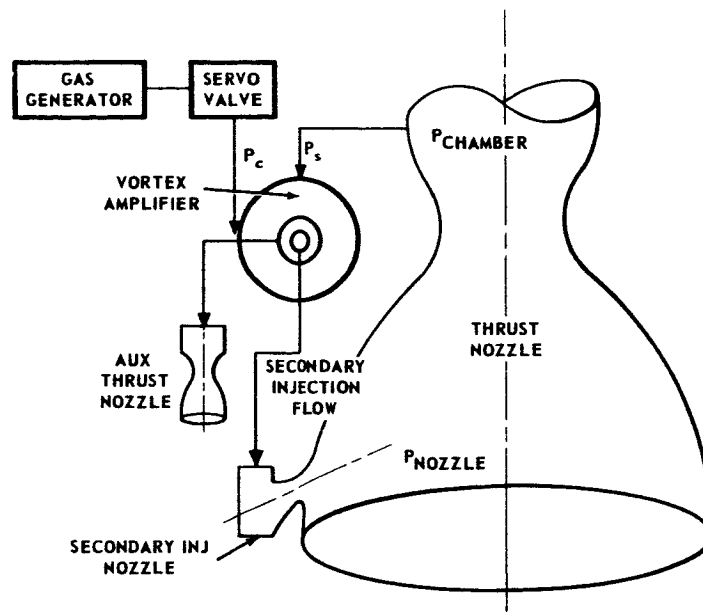 GAS
GENERATOR
SERVO
VALVE
P_c
P_s
P_CHAMBER
VORTEX
AMPLIFIER
THRUST
NOZZLE
AUX
THRUST
NOZZLE
SECONDARY
INJECTION
FLOW
P_NOZZLE
SECONDARY INJ
NOZZLE